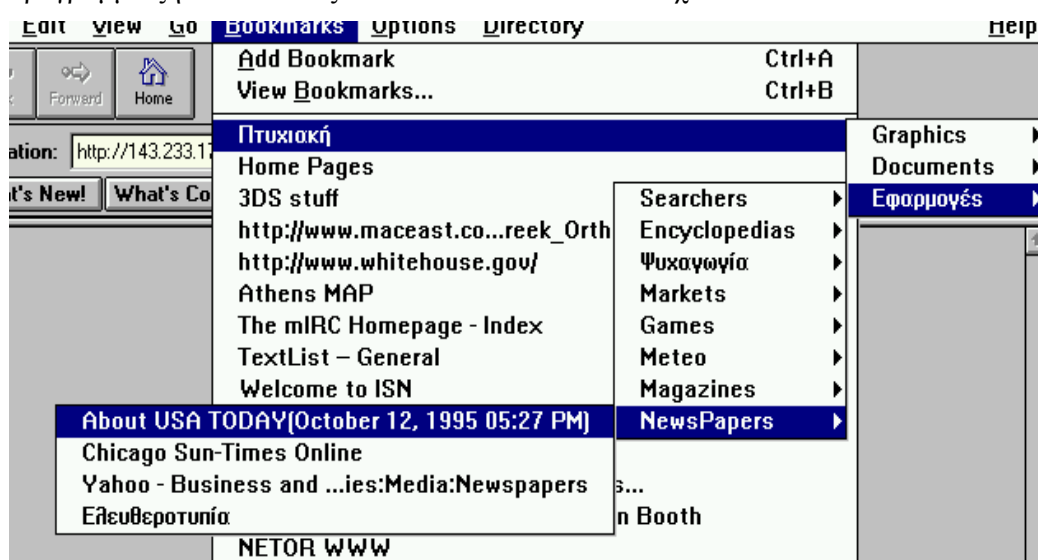 Edit View Go Bookmarks Options Directory Help
Add Bookmark Ctrl+A
View Bookmarks... Ctrl+B
Forward
Home
Πτυχιακή
Home Pages
3DS stuff
http://www.maceast.co...reek_Orth
http://www.whitehouse.gov/
Athens MAP
The mIRC Homepage - Index
TextList – General
Welcome to ISN
n Booth
NETOR WWW
Graphics
Documents
Εφαρμογές
http://143.233.17
What's Co
Searchers
Encyclopedias
Ψυχαγωγία
Markets
Games
Meteo
Magazines
NewsPapers
About USA TODAY(October 12, 1995 05:27 PM)
Chicago Sun-Times Online
Yahoo - Business and ...ies:Media:Newspapers
Ελευθεροτυπία